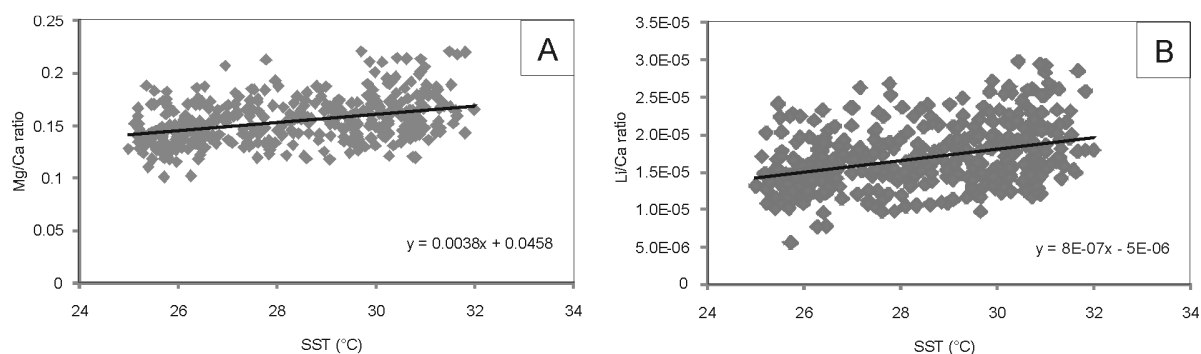 0.25
0.2
0.15
0.1
0.05
0
Mg/Ca ratio
A
y = 0.0038x + 0.0458
24 26 28 30 32 34
SST (°C)
3.5E-05
3.0E-05
2.5E-05
2.0E-05
1.5E-05
1.0E-05
5.0E-06
0
Li/Ca ratio
B
y = 8E-07x - 5E-06
24 26 28 30 32 34
SST (°C)